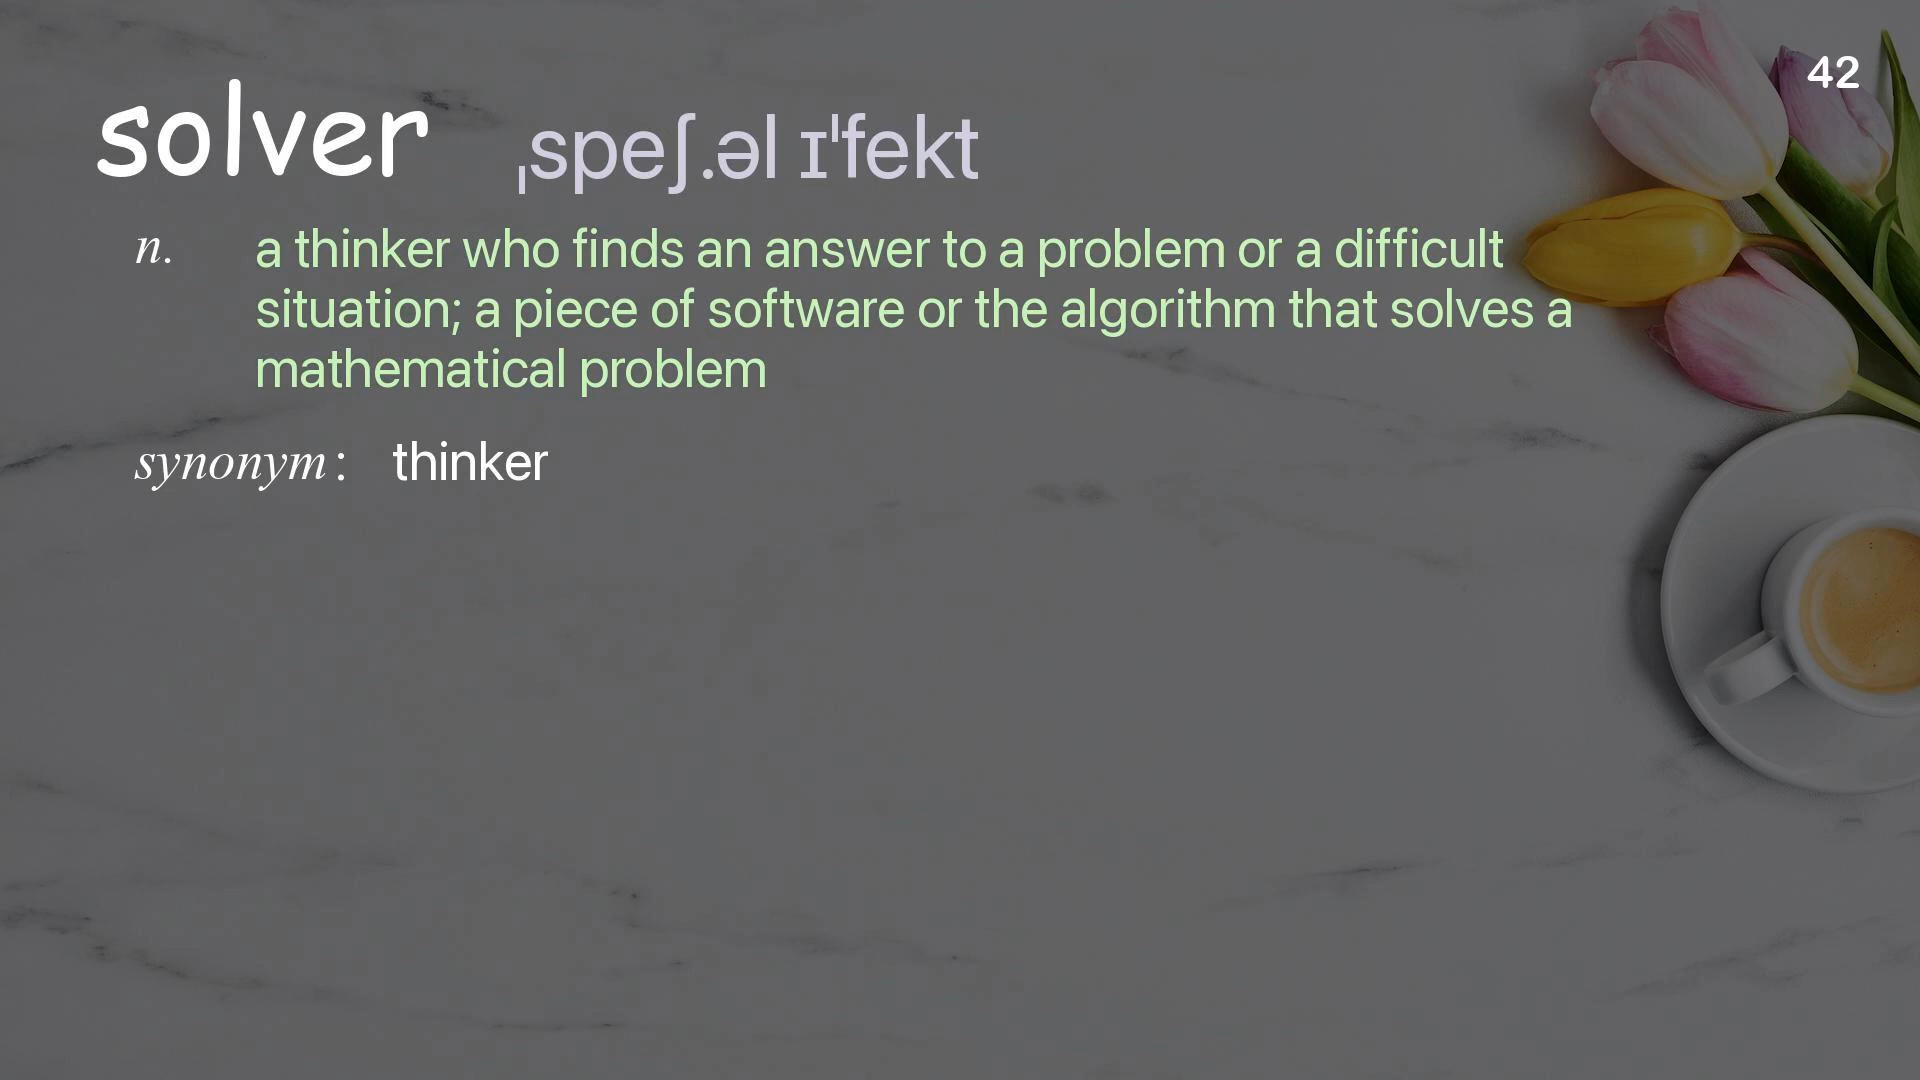 42
solver ˌspeʃ.əl ɪˈfekt
n. a thinker who finds an answer to a problem or a difficult
situation; a piece of software or the algorithm that solves a
mathematical problem
synonym: thinker